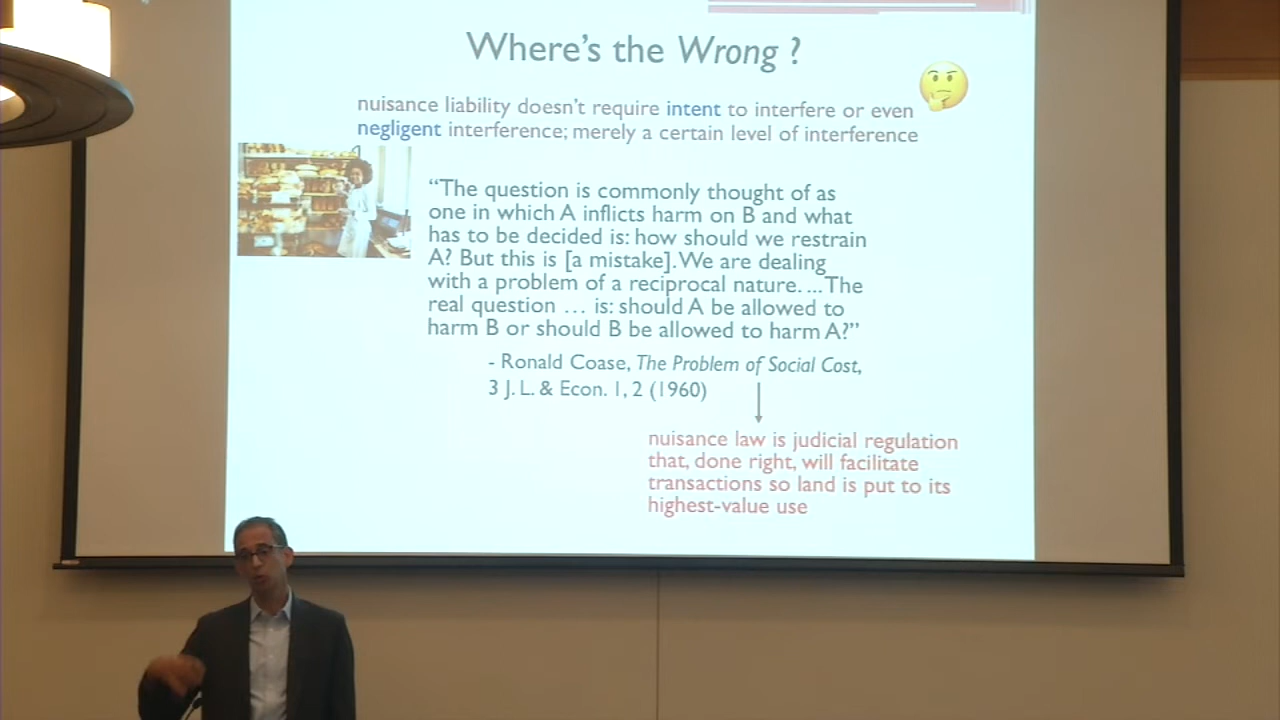 Where's the Wrong ?
nuisance liability doesn't require intent to interfere or even
negligent interference; merely a certain level of interference
"The question is commonly thought of as
one in which A inflicts harm on B and what
has to be decided is: how should we restrain
A? But this is [a mistake]. We are dealing
with a problem of a reciprocal nature. ... The
real question ... is: should A be allowed to
harm B or should B be allowed to harm A?"
- Ronald Coase, The Problem of Social Cost,
3 J. L. & Econ. 1, 2 (1960)
nuisance law is judicial regulation
that, done right, will facilitate
transactions so land is put to its
highest-value use